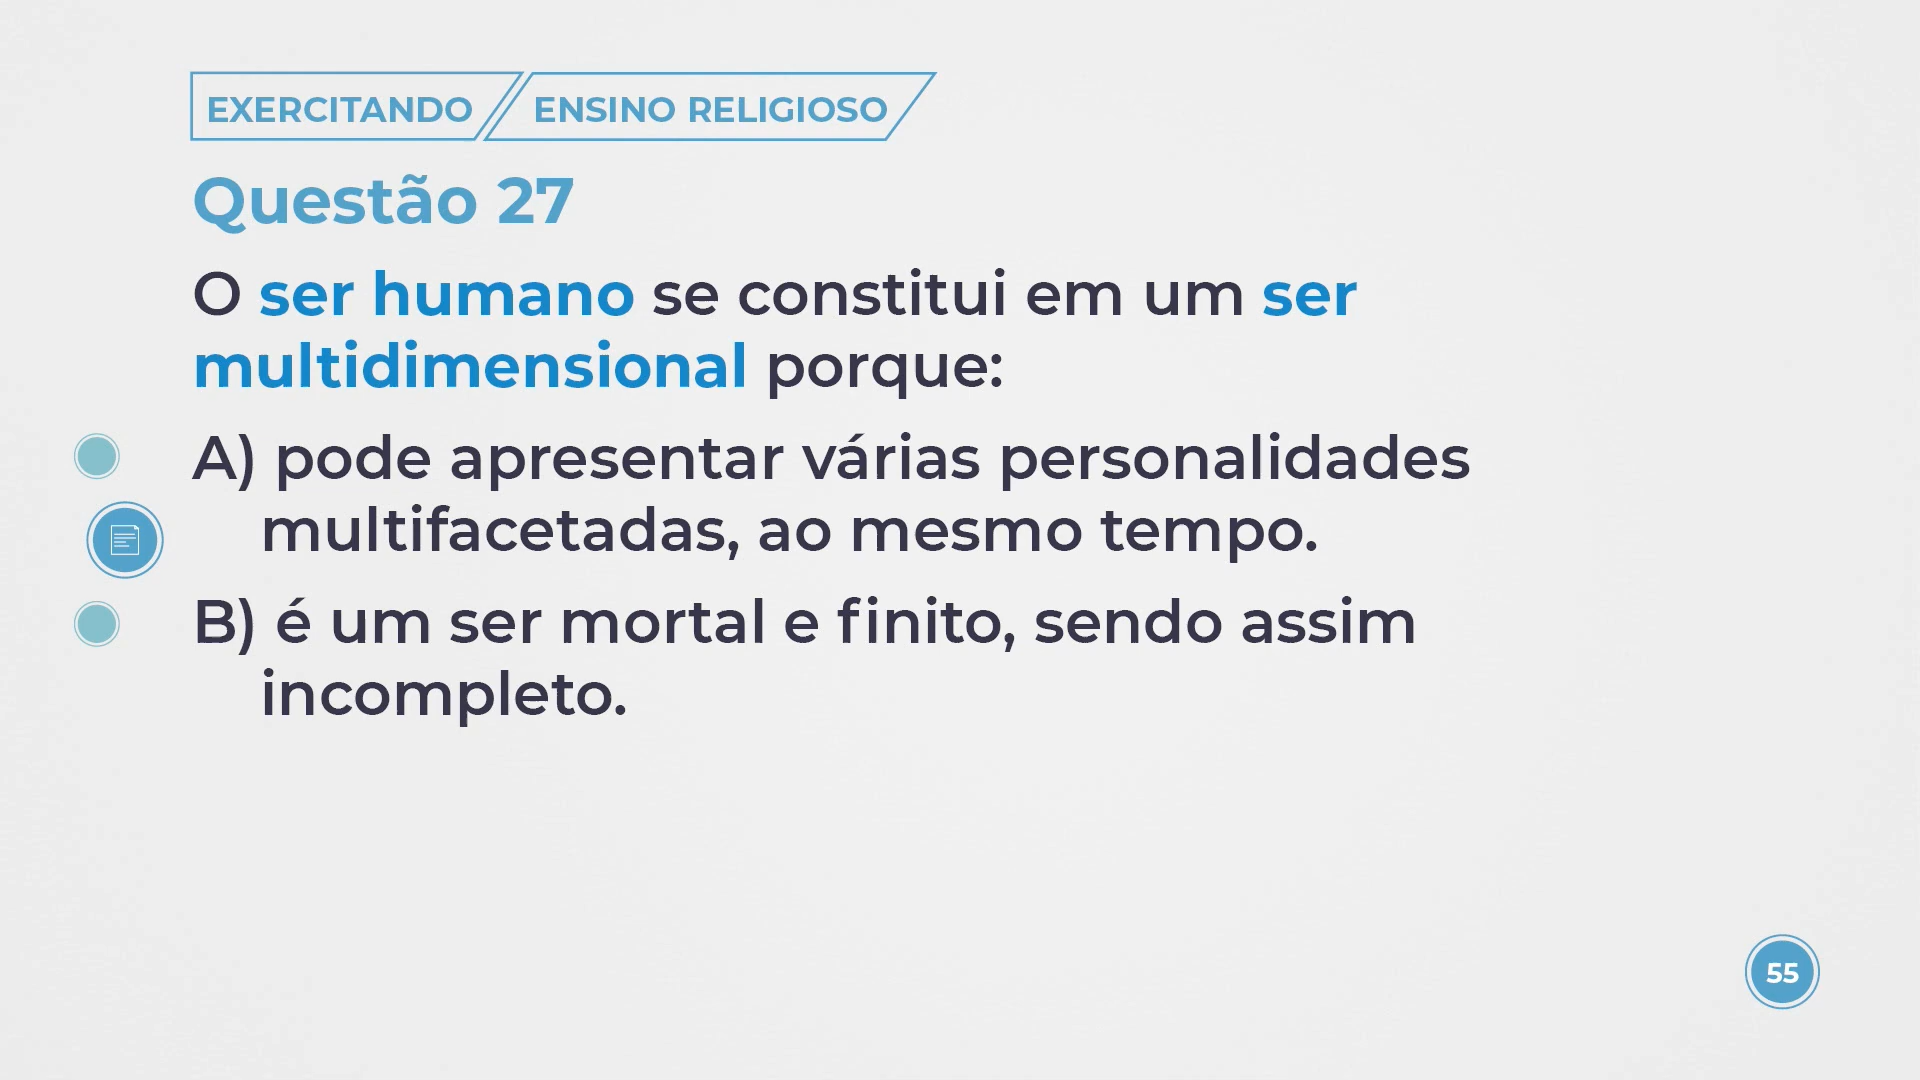 EXERCITANDO ENSINO RELIGIOSO
Questão 27
O ser humano se constitui em um ser
multidimensional porque:
A) pode apresentar várias personalidades
multifacetadas, ao mesmo tempo.
B) é um ser mortal e finito, sendo assim
incompleto.
55